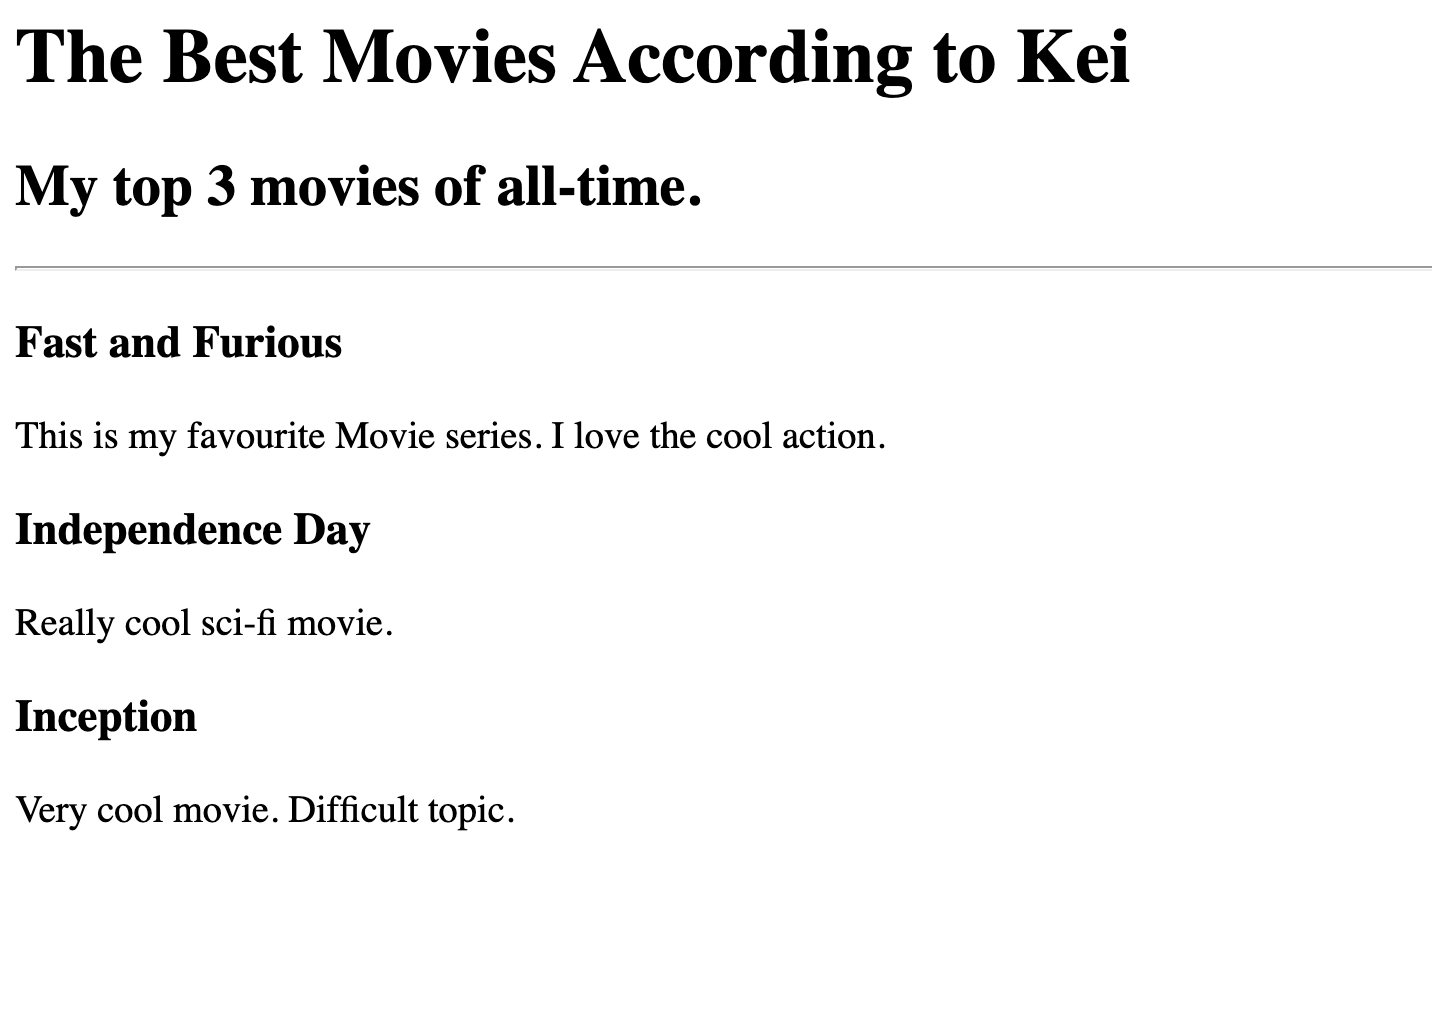 The Best Movies According to Kei
My top 3 movies of all-time.
Fast and Furious
This is my favourite Movie series. I love the cool action.
Independence Day
Really cool sci-fi movie.
Inception
Very cool movie. Difficult topic.